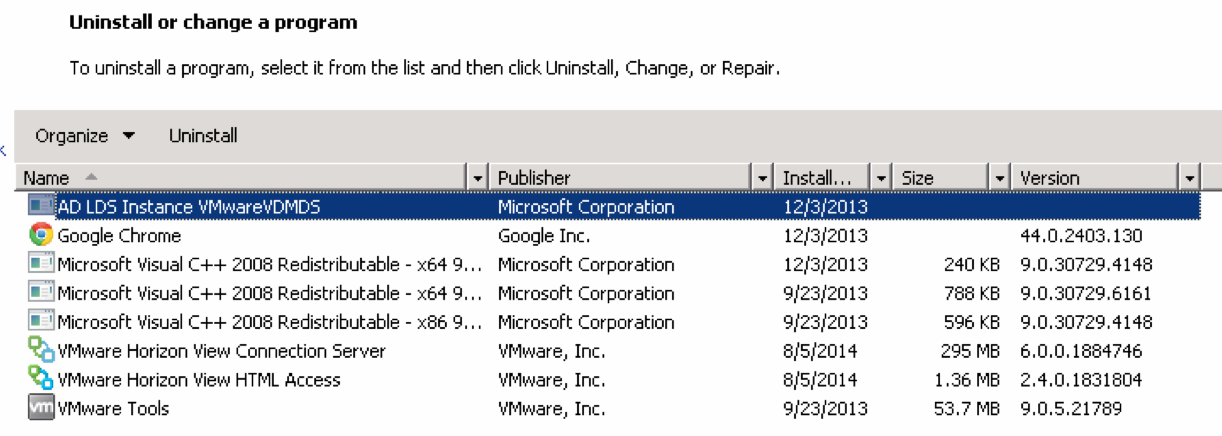 Uninstall or change a program
To uninstall a program, select it from the list and then click Uninstall, Change, or Repair.
Organize Uninstall
Name Publisher Install... Size Version
AD LDS Instance VMwareVDMDS Microsoft Corporation 12/3/2013
Google Chrome Google Inc. 12/3/2013 44.0.2403.130
Microsoft Visual C++ 2008 Redistributable - x64 9... Microsoft Corporation 12/3/2013 240 KB 9.0.30729.4148
Microsoft Visual C++ 2008 Redistributable - x64 9... Microsoft Corporation 9/23/2013 788 KB 9.0.30729.6161
Microsoft Visual C++ 2008 Redistributable - x86 9... Microsoft Corporation 9/23/2013 596 KB 9.0.30729.4148
VMware Horizon View Connection Server VMware, Inc. 8/5/2014 295 MB 6.0.0.1884746
VMware Horizon View HTML Access VMware, Inc. 8/5/2014 1.36 MB 2.4.0.1831804
vm VMware Tools VMware, Inc. 9/23/2013 53.7 MB 9.0.5.21789